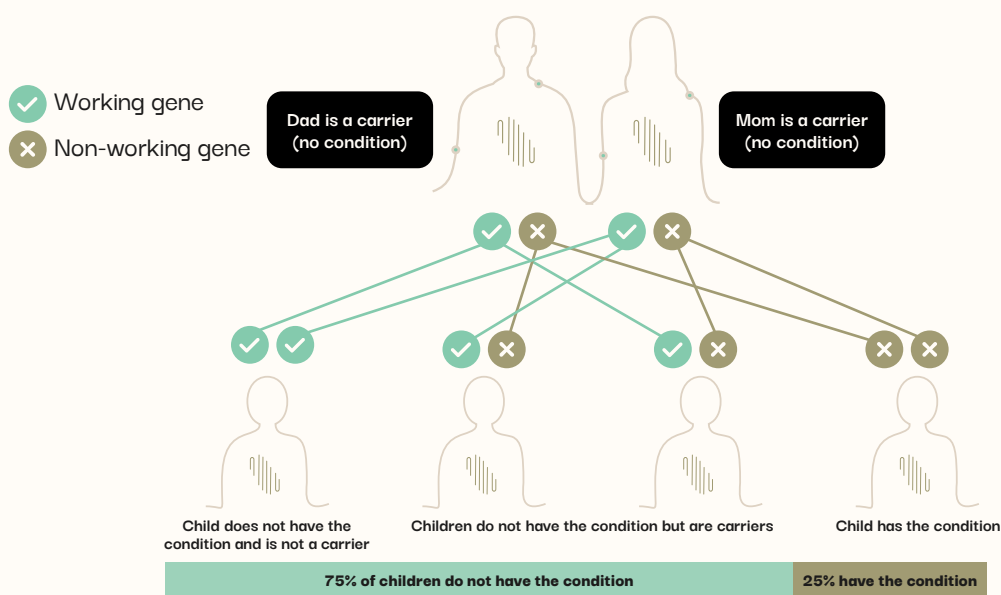 Working gene
Non-working gene
Dad is a carrier
(no condition)
Mom is a carrier
(no condition)
Child does not have the
condition and is not a carrier
Children do not have the condition but are carriers
Child has the condition
75% of children do not have the condition
25% have the condition